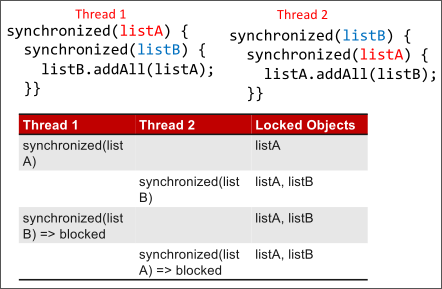 Thread 1
synchronized(listA) {
synchronized(listB) {
listB.addAll(listA);
}}
Thread 2
synchronized(listB) {
synchronized(listA) {
listA.addAll(listB);
}}
Thread 1 Thread 2 Locked Objects
synchronized(list listA
A)
synchronized(list listA, listB
B)
synchronized(list listA, listB
B) => blocked
synchronized(list listA, listB
A) => blocked